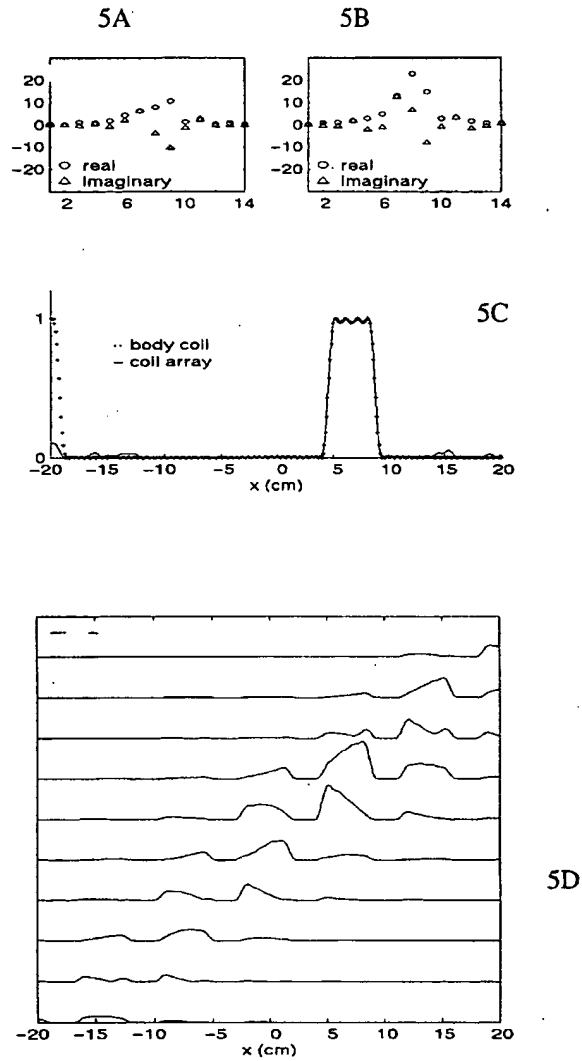 5A 5B
20 20
10 10
0 0
-10 -10
-20 -20
real real
imaginary imaginary
2 6 10 14 2 6 10 14
5C
1
body coil
coil array
0
-20 -15 -10 -5 0 5 10 15 20
x (cm)
5D
-20 -15 -10 -5 0 5 10 15 20
x (cm)